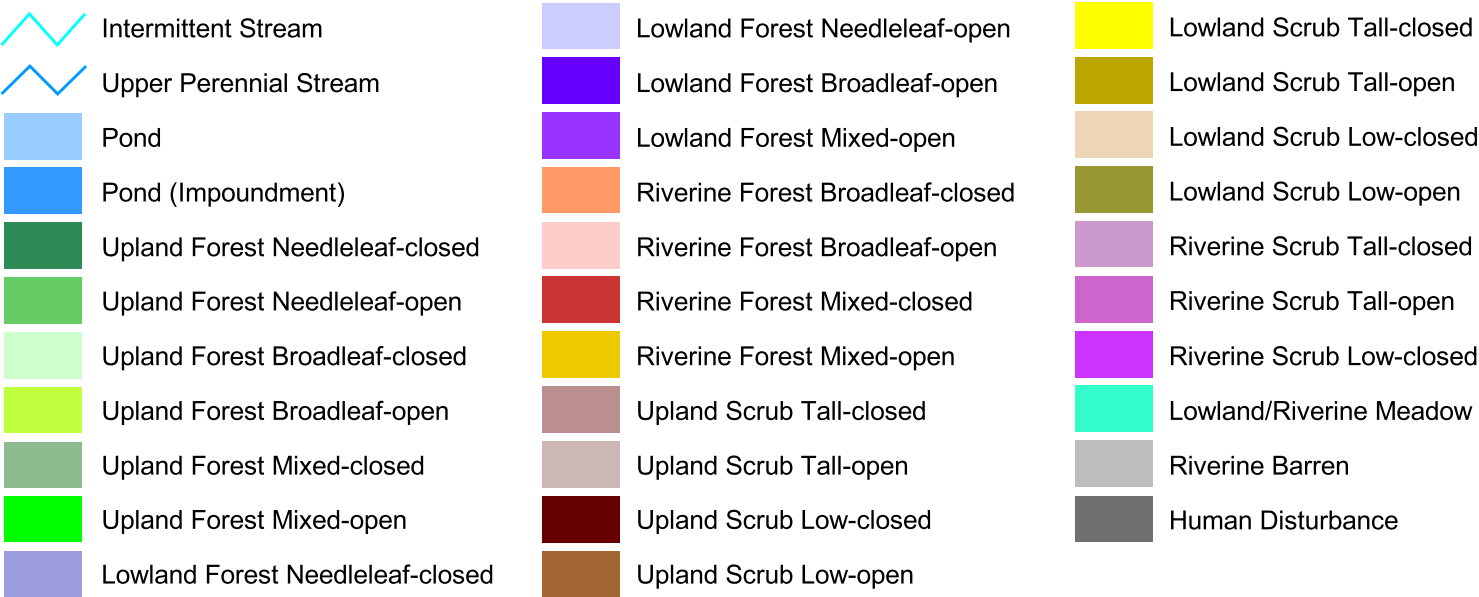 Intermittent Stream
Upper Perennial Stream
Pond
Pond (Impoundment)
Upland Forest Needleleaf-closed
Upland Forest Needleleaf-open
Upland Forest Broadleaf-closed
Upland Forest Broadleaf-open
Upland Forest Mixed-closed
Upland Forest Mixed-open
Lowland Forest Needleleaf-closed
Lowland Forest Needleleaf-open
Lowland Forest Broadleaf-open
Lowland Forest Mixed-open
Riverine Forest Broadleaf-closed
Riverine Forest Broadleaf-open
Riverine Forest Mixed-closed
Riverine Forest Mixed-open
Upland Scrub Tall-closed
Upland Scrub Tall-open
Upland Scrub Low-closed
Upland Scrub Low-open
Lowland Scrub Tall-closed
Lowland Scrub Tall-open
Lowland Scrub Low-closed
Lowland Scrub Low-open
Riverine Scrub Tall-closed
Riverine Scrub Tall-open
Riverine Scrub Low-closed
Lowland/Riverine Meadow
Riverine Barren
Human Disturbance